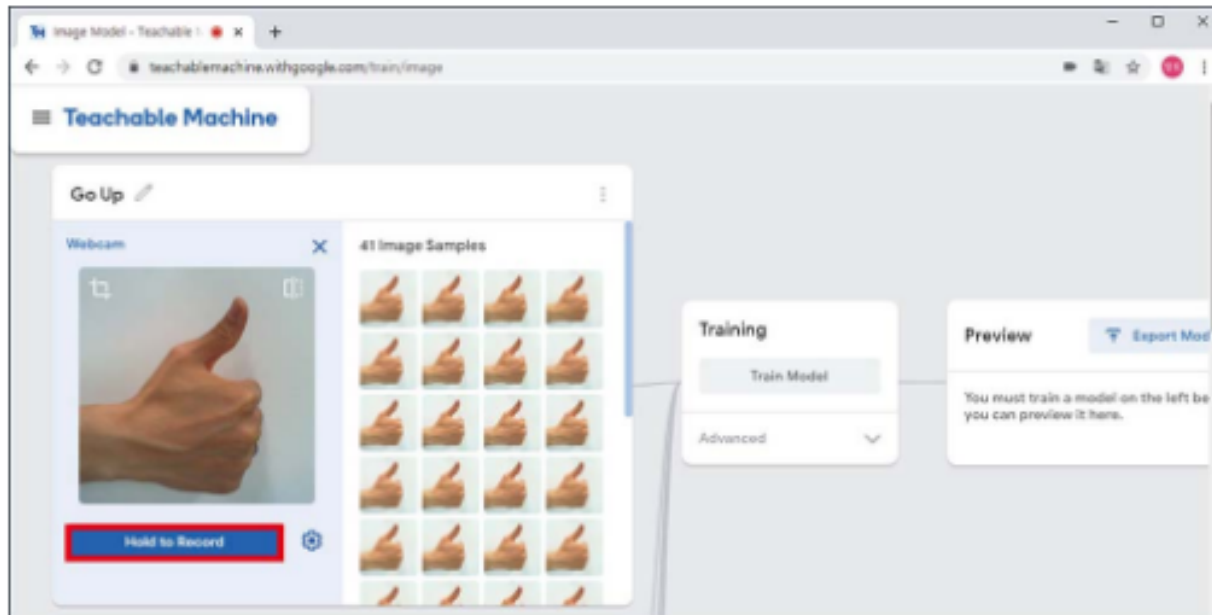 Image Model - Teachable
teachablemachine.withgoogle.com/train/image
Teachable Machine
Go Up
Webcam
41 Image Samples
Hold to Record
Training
Train Model
Advanced
Preview
Export Mod
You must train a model on the left be
you can preview it here.